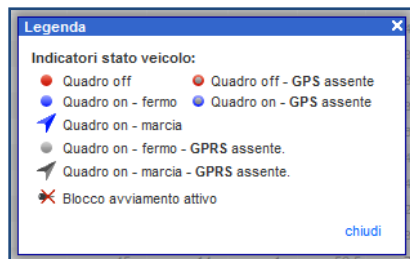 Legenda
Indicatori stato veicolo:
Quadro off Quadro off - GPS assente
Quadro on - fermo Quadro on - GPS assente
Quadro on - marcia
Quadro on - fermo - GPRS assente.
Quadro on - marcia - GPRS assente.
Blocco avviamento attivo
chiudi